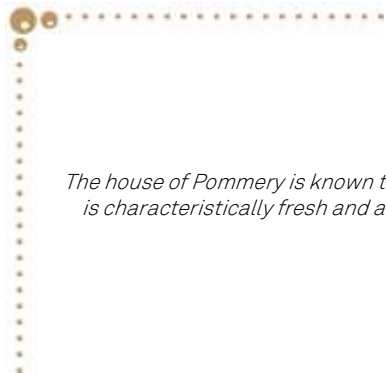 The house of Pommery is known t
is characteristically fresh and a